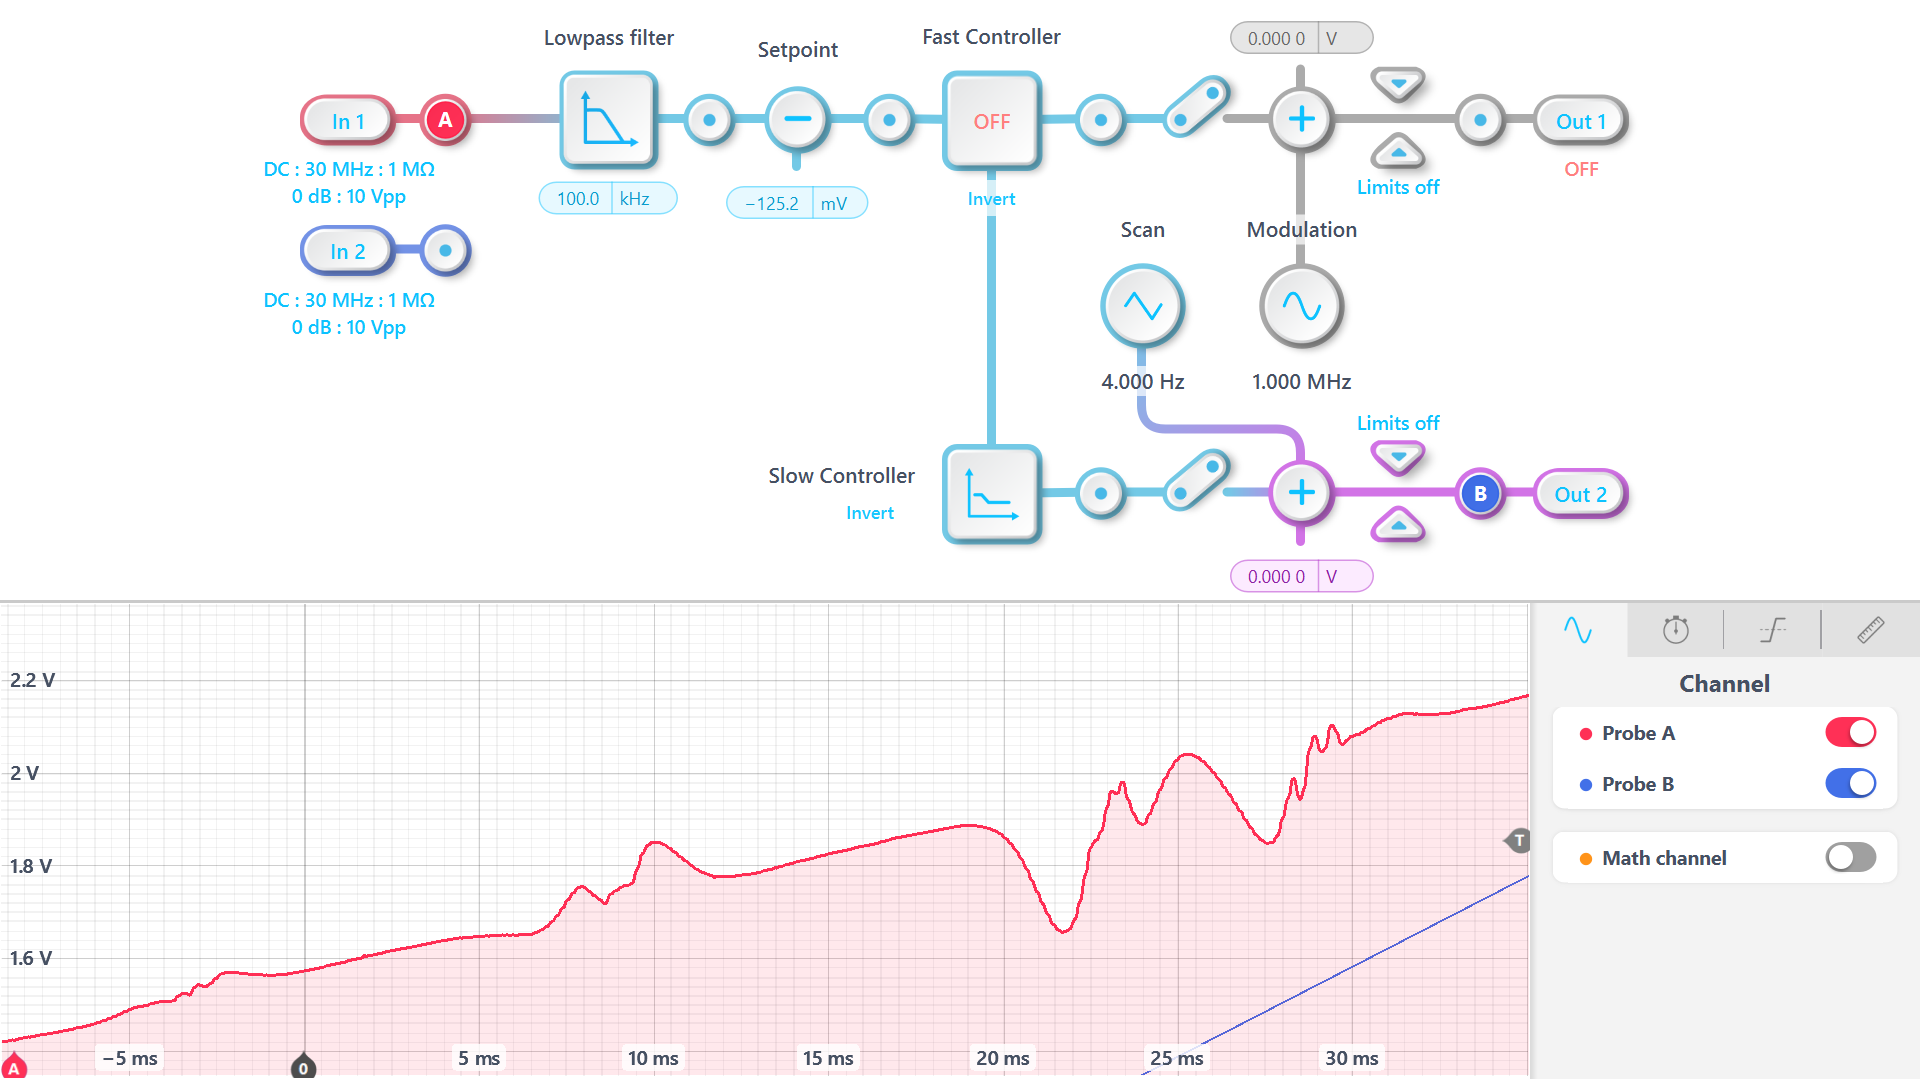 Lowpass filter
Setpoint
Fast Controller
0.000 0 V
In 1
A
OFF
Out 1
DC : 30 MHz : 1 MΩ
0 dB : 10 Vpp
100.0 kHz
−125.2 mV
Invert
Limits off
OFF
In 2
DC : 30 MHz : 1 MΩ
0 dB : 10 Vpp
Scan
Modulation
4.000 Hz
1.000 MHz
Limits off
Slow Controller
Invert
B
Out 2
0.000 0 V
2.2 V
2 V
1.8 V
1.6 V
−5 ms
0
5 ms
10 ms
15 ms
20 ms
25 ms
30 ms
A
T
Channel
Probe A
Probe B
Math channel